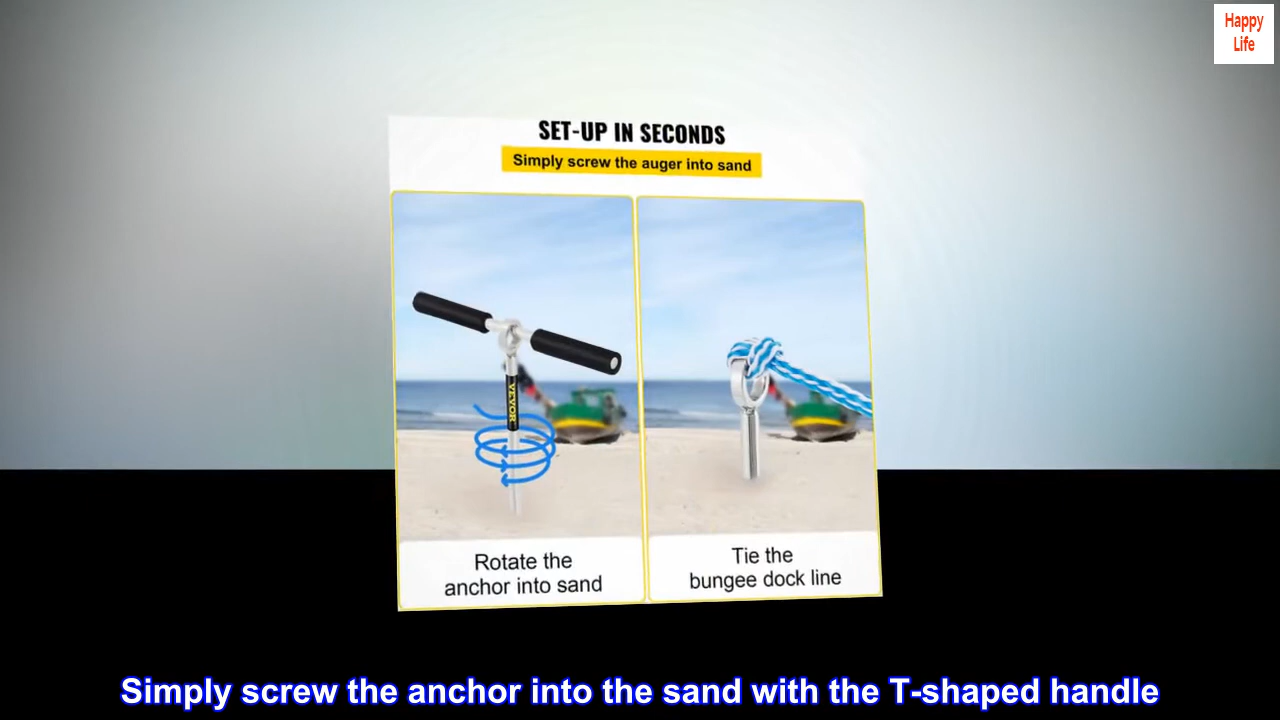 Happy
Life
SET-UP IN SECONDS
Simply screw the auger into sand
VEVOR
Rotate the
anchor into sand
Tie the
bungee dock line
Simply screw the anchor into the sand with the T-shaped handle